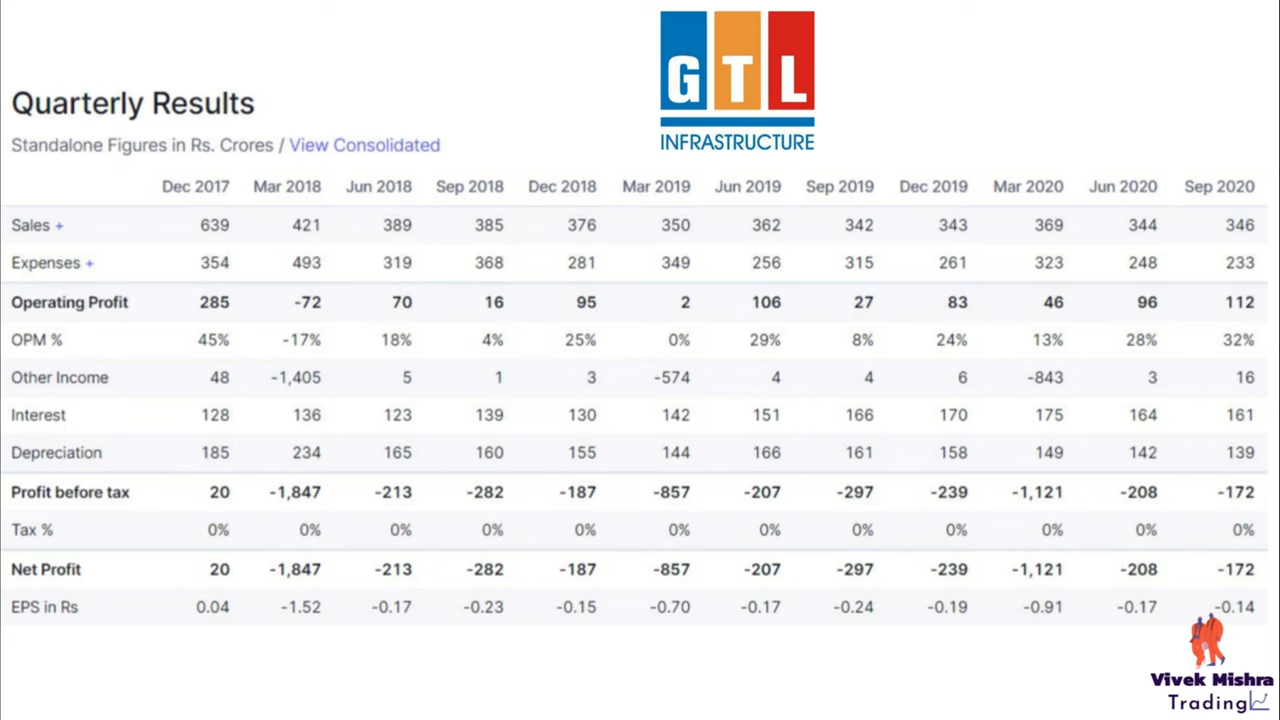 GTL
INFRASTRUCTURE
Quarterly Results
Standalone Figures in Rs. Crores / View Consolidated
Dec 2017 Mar 2018 Jun 2018 Sep 2018 Dec 2018 Mar 2019 Jun 2019 Sep 2019 Dec 2019 Mar 2020 Jun 2020 Sep 2020
Sales + 639 421 389 385 376 350 362 342 343 369 344 346
Expenses + 354 493 319 368 281 349 256 315 261 323 248 233
Operating Profit 285 -72 70 16 95 2 106 27 83 46 96 112
OPM % 45% -17% 18% 4% 25% 0% 29% 8% 24% 13% 28% 32%
Other Income 48 -1,405 5 1 3 -574 4 4 6 -843 3 16
Interest 128 136 123 139 130 142 151 166 170 175 164 161
Depreciation 185 234 165 160 155 144 166 161 158 149 142 139
Profit before tax 20 -1,847 -213 -282 -187 -857 -207 -297 -239 -1,121 -208 -172
Tax % 0% 0% 0% 0% 0% 0% 0% 0% 0% 0% 0% 0%
Net Profit 20 -1,847 -213 -282 -187 -857 -207 -297 -239 -1,121 -208 -172
EPS in Rs 0.04 -1.52 -0.17 -0.23 -0.15 -0.70 -0.17 -0.24 -0.19 -0.91 -0.17 -0.14
Vivek Mishra
Trading